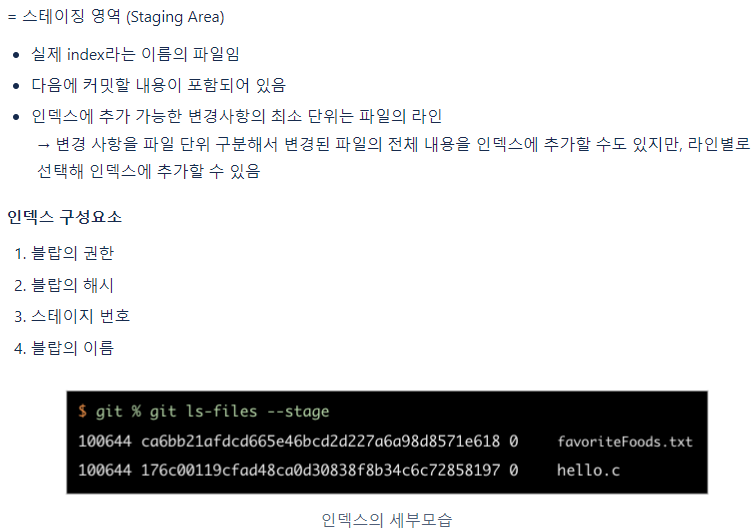 = 스테이징 영역 (Staging Area)
• 실제 index라는 이름의 파일임
• 다음에 커밋할 내용이 포함되어 있음
• 인덱스에 추가 가능한 변경사항의 최소 단위는 파일의 라인
→ 변경 사항을 파일 단위 구분해서 변경된 파일의 전체 내용을 인덱스에 추가할 수도 있지만, 라인별로
선택해 인덱스에 추가할 수 있음
인덱스 구성요소
1. 블랍의 권한
2. 블랍의 해시
3. 스테이지 번호
4. 블랍의 이름
$ git % git ls-files --stage
100644 ca6bb21afdcd665e46bcd2d227a6a98d8571e618 0 favoriteFoods.txt
100644 176c00119cfad48ca0d30838f8b34c6c72858197 0 hello.c
인덱스의 세부모습